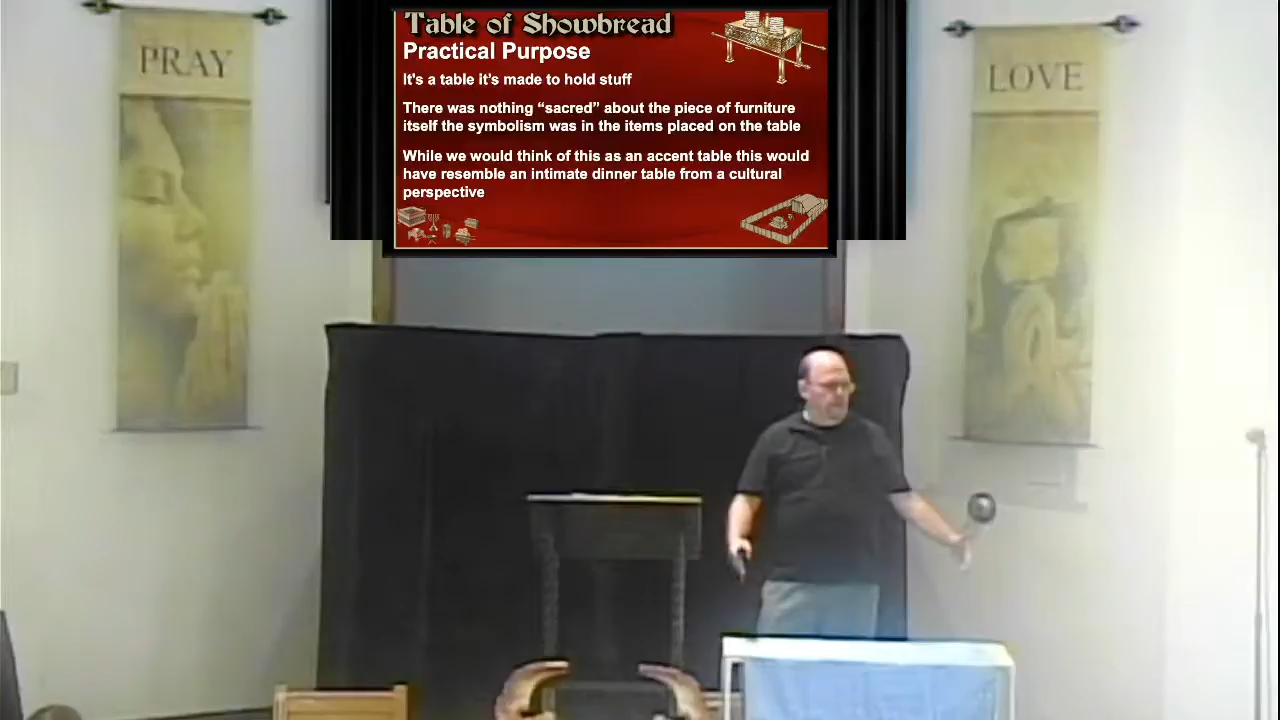 Table of Showbread
Practical Purpose
It's a table it's made to hold stuff
There was nothing “sacred” about the piece of furniture
itself the symbolism was in the items placed on the table
While we would think of this as an accent table this would
have resemble an intimate dinner table from a cultural
perspective
PRAY
LOVE